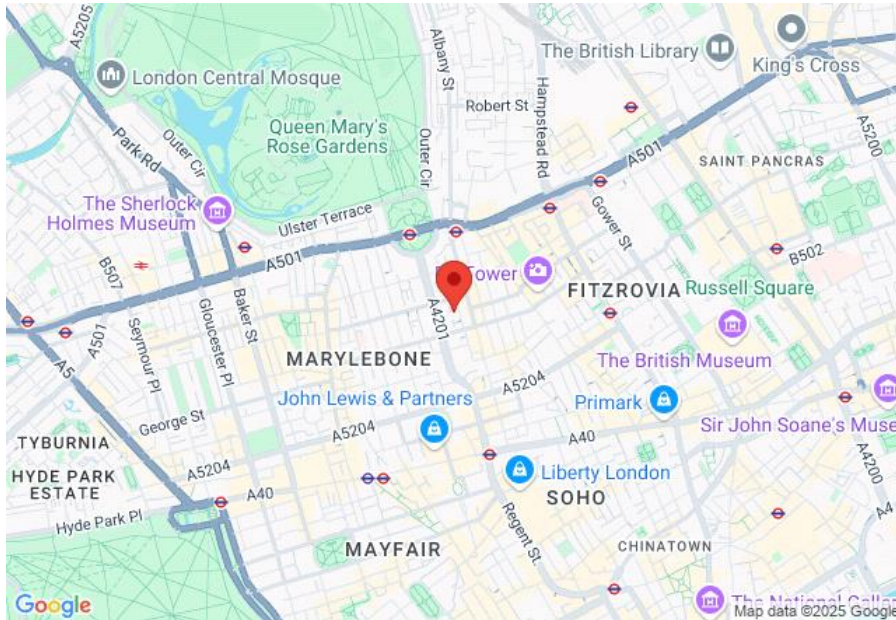 A5205
London Central Mosque
Albany St
The British Library
King's Cross
Robert St
Hampstead Rd
Outer Cir
Queen Mary's
Rose Gardens
Outer Cir
Park Rd
A501
A5200
SAINT PANCRAS
The Sherlock
Holmes Museum
Ulster Terrace
Gower St
B502
A501
B507
Tower
FITZROVIA
Russell Square
A4201
Baker St
Gloucester Pl
Seymour Pl
A501
MARYLEBONE
The British Museum
A5
A5204
John Lewis & Partners
Primark
George St
A5204
A40
Sir John Soane's Muse
TYBURNIA
A5204
HYDE PARK
ESTATE
A40
Liberty London
SOHO
A4200
A4
Hyde Park Pl
Regent St.
MAYFAIR
CHINATOWN
The National Galler
Google
Map data ©2025 Google